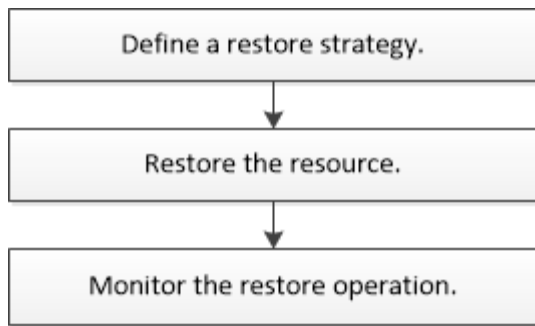 Define a restore strategy.
Restore the resource.
Monitor the restore operation.